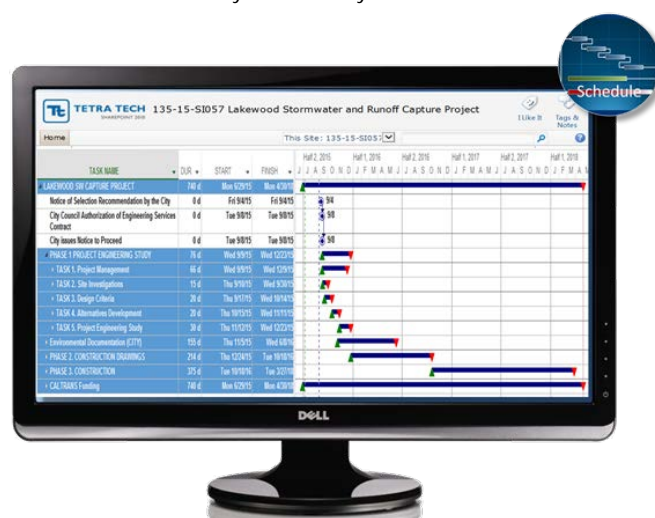 Schedule
TETRA TECH 135-15-SI057 Lakewood Stormwater and Runoff Capture Project
SHAREPOINT 2010
I Like It Tags & Notes
Home This Site: 135-15-SI057
TASK NAME DUR START FINISH
Half 2, 2015 Half 1, 2016 Half 2, 2016 Half 1, 2017 Half 2, 2017 Half 1, 2018
J J A S O N D J F M A M J J A S O N D J F M A M J J A S O N D J F M A M
LAKEWOOD SW CAPTURE PROJECT 740 d Mon 6/29/15 Mon 4/30/18
Notice of Selection Recommendation by the City 0 d Fri 9/4/15 Fri 9/4/15 9/4
City Council Authorization of Engineering Services Contract 0 d Tue 9/8/15 Tue 9/8/15 9/8
City issues Notice to Proceed 0 d Tue 9/8/15 Tue 9/8/15 9/8
PHASE 1 PROJECT ENGINEERING STUDY 76 d Wed 9/9/15 Wed 12/23/15
TASK 1. Project Management 66 d Wed 9/9/15 Wed 12/9/15
TASK 2. Site Investigations 15 d Thu 9/10/15 Wed 9/30/15
TASK 3. Design Criteria 20 d Thu 9/17/15 Wed 10/14/15
TASK 4. Alternatives Development 20 d Thu 10/15/15 Wed 11/11/15
TASK 5. Project Engineering Study 30 d Thu 11/12/15 Wed 12/23/15
Environmental Documentation (CITY) 155 d Thu 11/5/15 Wed 6/8/16
PHASE 2. CONSTRUCTION DRAWINGS 214 d Thu 12/24/15 Tue 10/18/16
PHASE 3. CONSTRUCTION 375 d Tue 10/18/16 Tue 3/27/18
CALTRANS Funding 740 d Mon 6/29/15 Mon 4/30/18
DELL